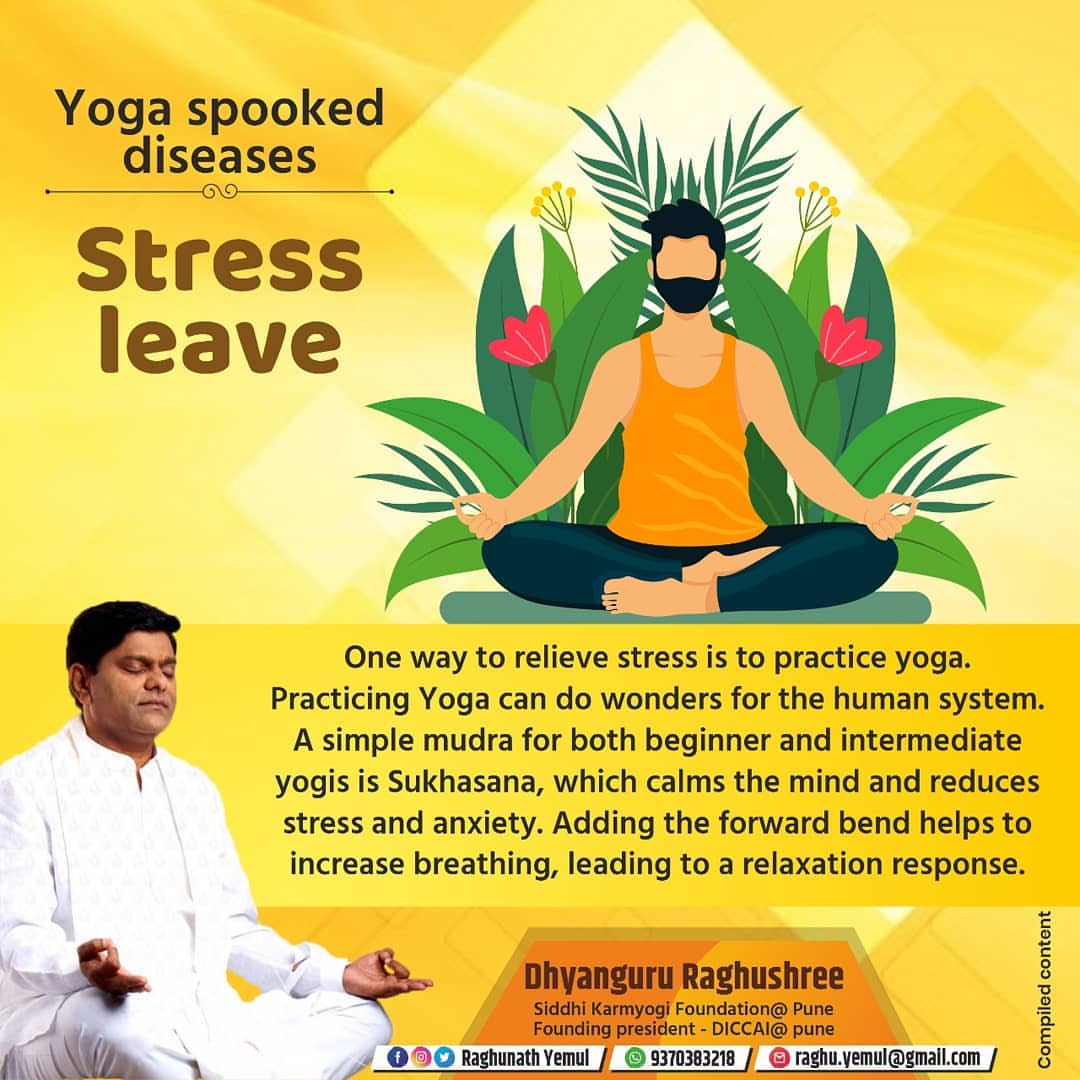 Yoga spooked
diseases
Stress
leave
One way to relieve stress is to practice yoga.
Practicing Yoga can do wonders for the human system.
A simple mudra for both beginner and intermediate
yogis is Sukhasana, which calms the mind and reduces
stress and anxiety. Adding the forward bend helps to
increase breathing, leading to a relaxation response.
Dhyanguru Raghushree
Siddhi Karmyogi Foundation@ Pune
Founding president - DICCAI@ pune
Raghunath Yemul
9370383218
raghu.yemul@gmail.com
Compiled content